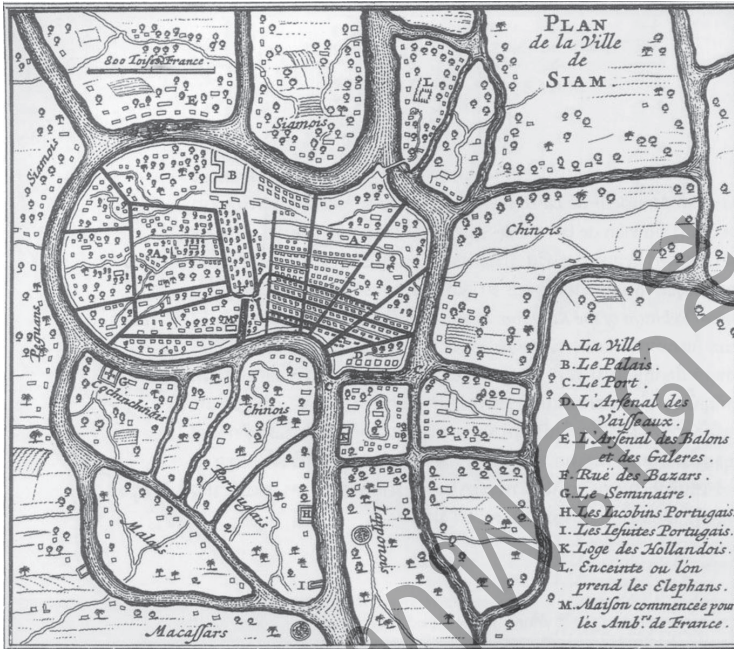 PLAN
de la Ville
de
SIAM.
800 Toises France
E
L
Siamois
Siamois
B
F
A
A
Chinois
Peguans
M
D
C
C
G
Cochinchinois
Chinois
K
Portugais
Malais
H
Iaponois
I
Macassars
A. La Ville
B. Le Palais.
C. Le Port.
D. L'Arsenal des
Vaisseaux.
E. L'Arsenal des Balons
et des Galeres.
F. Ruë des Bazars.
G. Le Seminaire.
H. Les Iacobins Portugais.
I. Les Iesuites Portugais.
K. Loge des Hollandois.
L. Enceinte ou l'on
prend les Elephans.
M. Maison commencée pour
les Amb.rs de France.